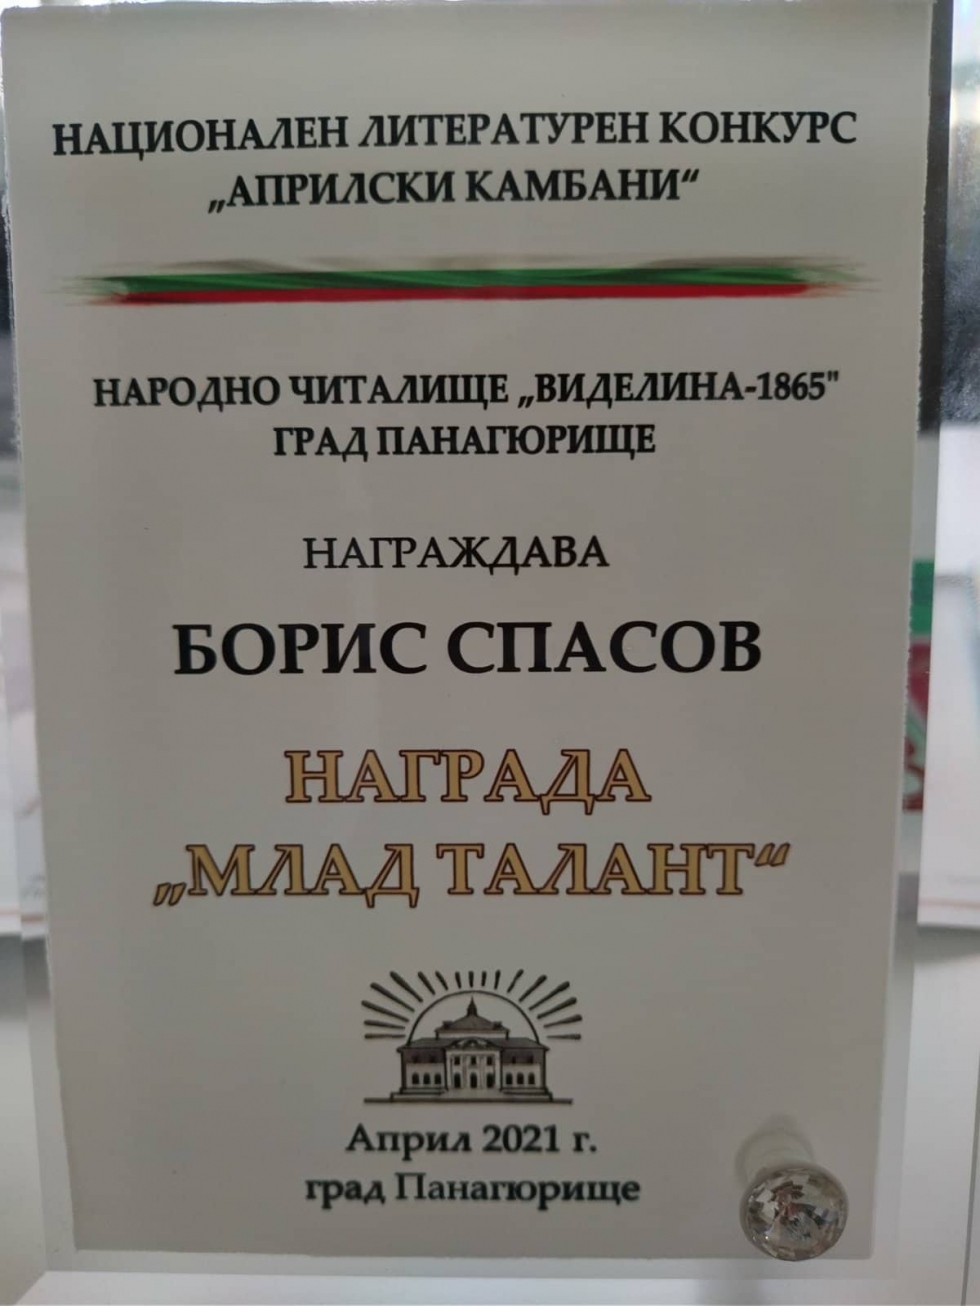 НАЦИОНАЛЕН ЛИТЕРАТУРЕН КОНКУРС
„АПРИЛСКИ КАМБАНИ“
НАРОДНО ЧИТАЛИЩЕ „ВИДЕЛИНА-1865"
ГРАД ПАНАГЮРИЩЕ
НАГРАЖДАВА
БОРИС СПАСОВ
НАГРАДА
„МЛАД ТАЛАНТ“
Април 2021 г.
град Панагюрище